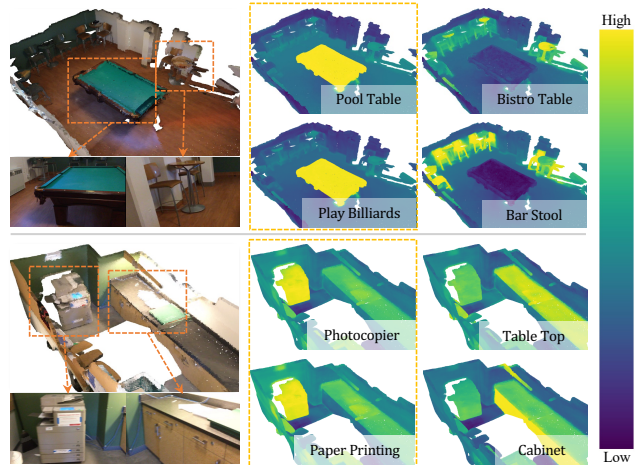 High
Pool Table
Bistro Table
Play Billiards
Bar Stool
Photocopier
Table Top
Paper Printing
Cabinet
Low